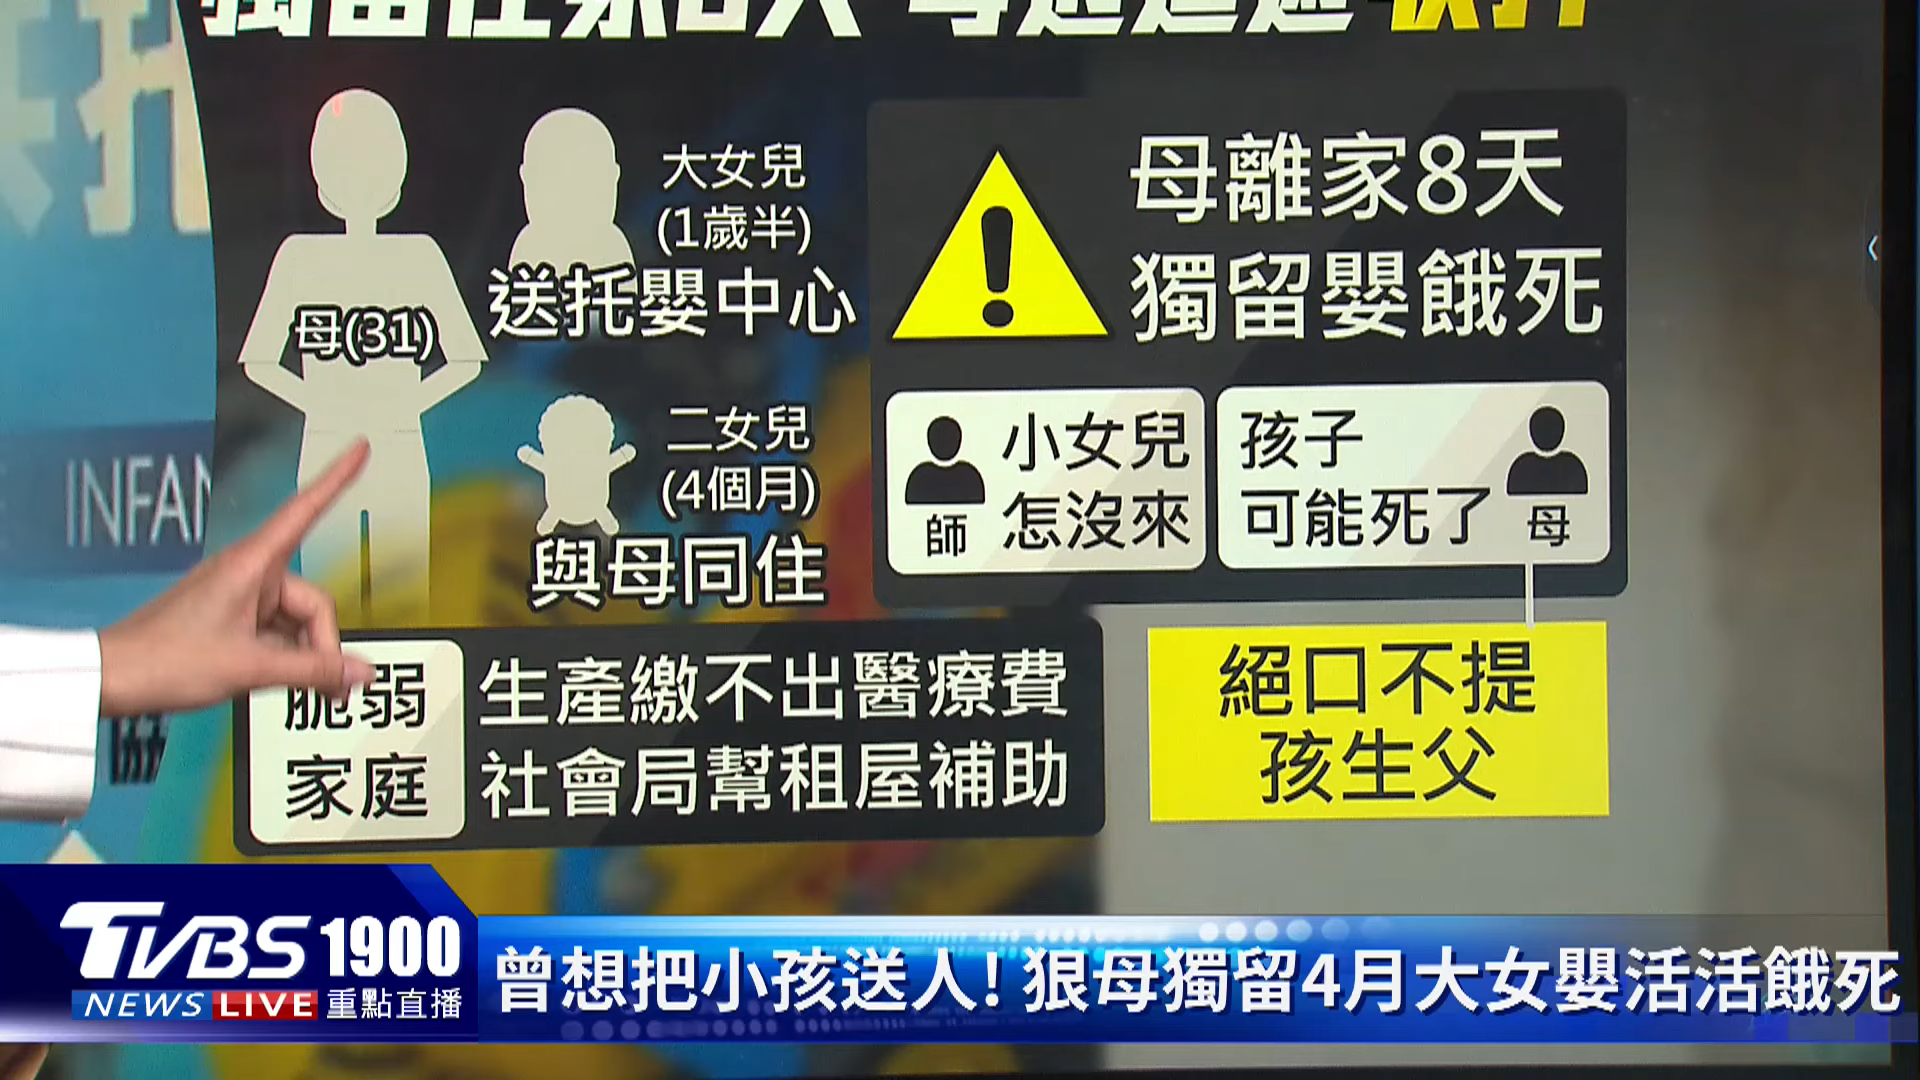 大女兒
(1歲半)
送托嬰中心
母(31)
二女兒
(4個月)
與母同住
母離家8天
獨留嬰餓死
小女兒
怎沒來
師
孩子
可能死了
母
絕口不提
孩生父
脆弱
家庭
生產繳不出醫療費
社會局幫租屋補助
INFAN
TVBS 1900
NEWS LIVE 重點直播
曾想把小孩送人! 狠母獨留4月大女嬰活活餓死